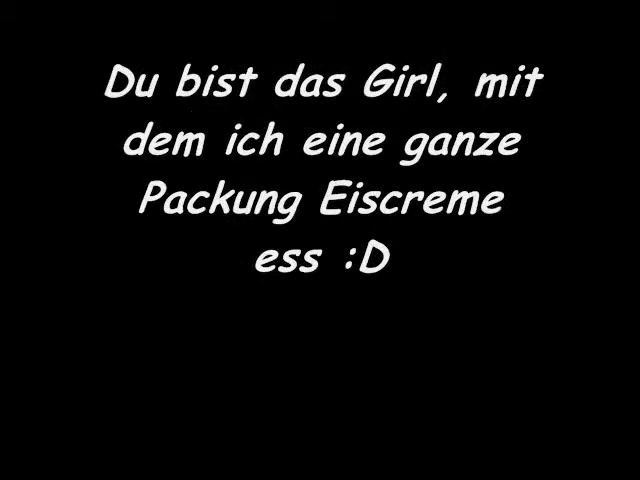 Du bist das Girl, mit
dem ich eine ganze
Packung Eiscreme
ess :D